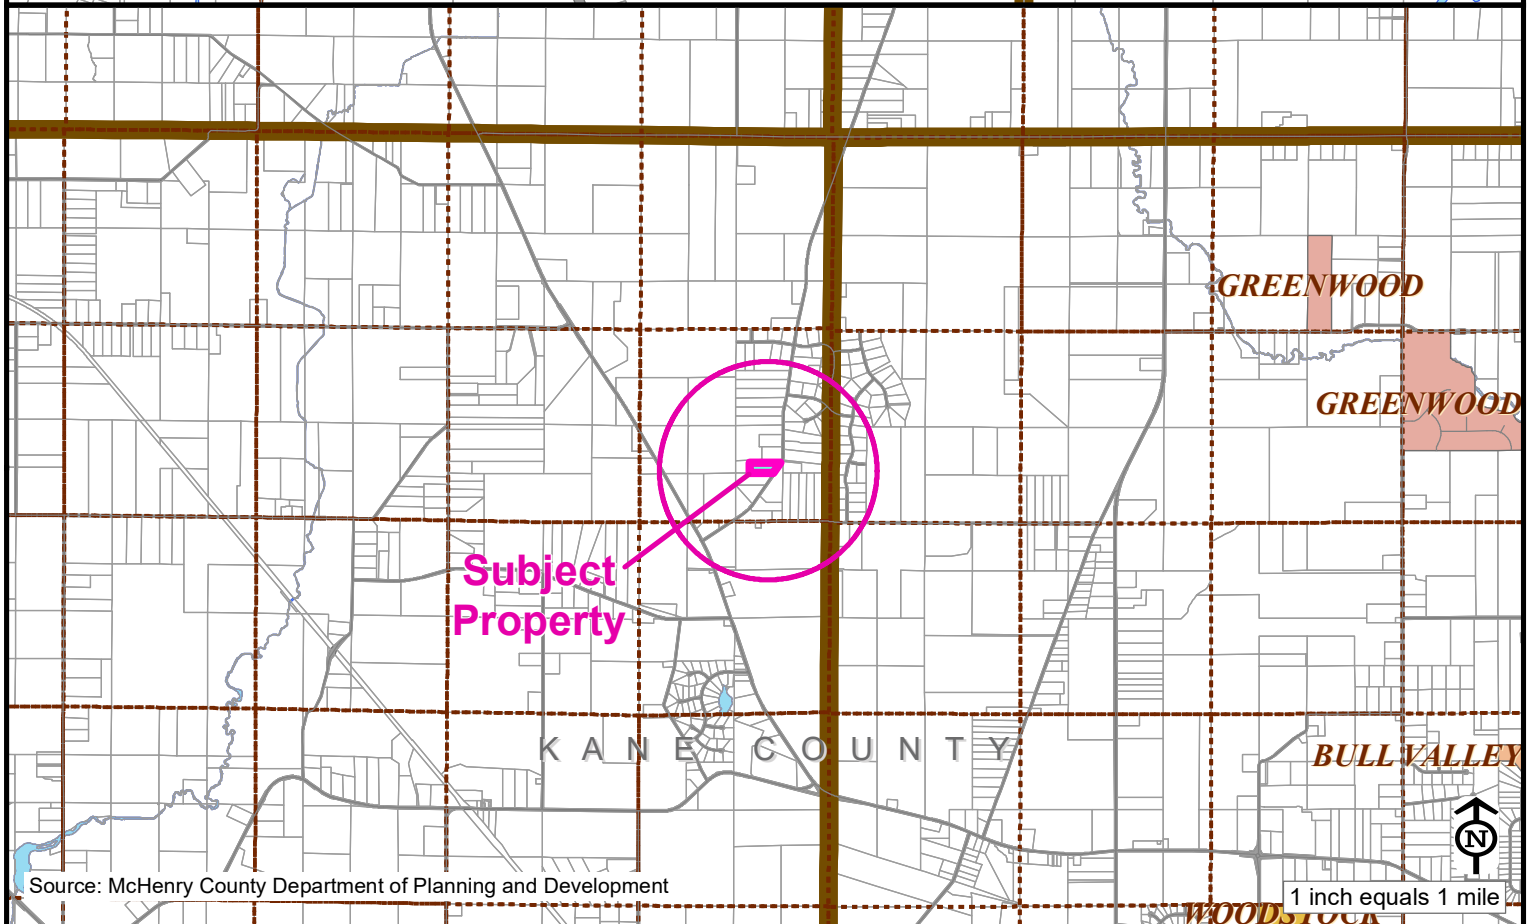 GREENWOOD
GREENWOOD
Subject
Property
KANE COUNTY
BULL VALLEY
N
Source: McHenry County Department of Planning and Development
1 inch equals 1 mile
WOODSTOCK